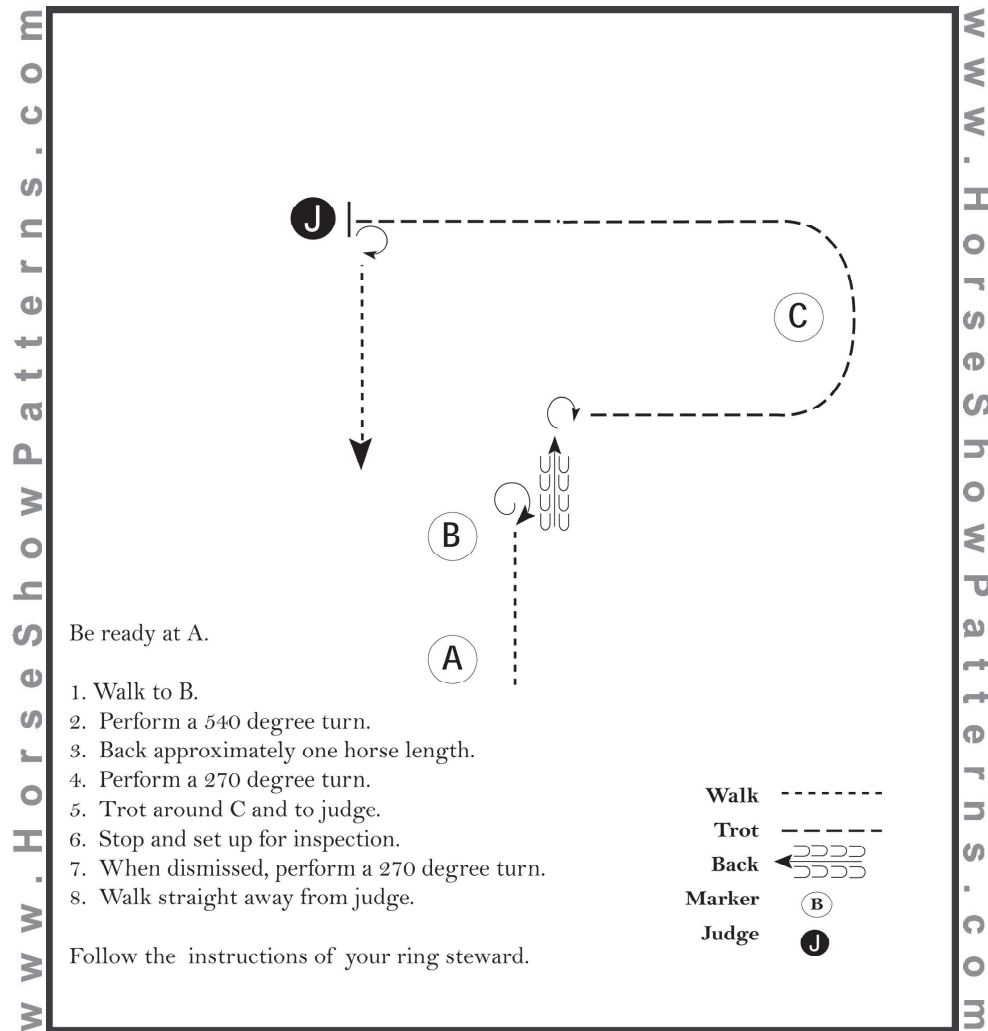 www.HorseShowPatterns.com
www.HorseShowPatterns.com
J
C
B
A
Be ready at A.
1. Walk to B.
2. Perform a 540 degree turn.
3. Back approximately one horse length.
4. Perform a 270 degree turn.
5. Trot around C and to judge.
6. Stop and set up for inspection.
7. When dismissed, perform a 270 degree turn.
8. Walk straight away from judge.
Follow the instructions of your ring steward.
Walk
Trot
Back
Marker B
Judge J